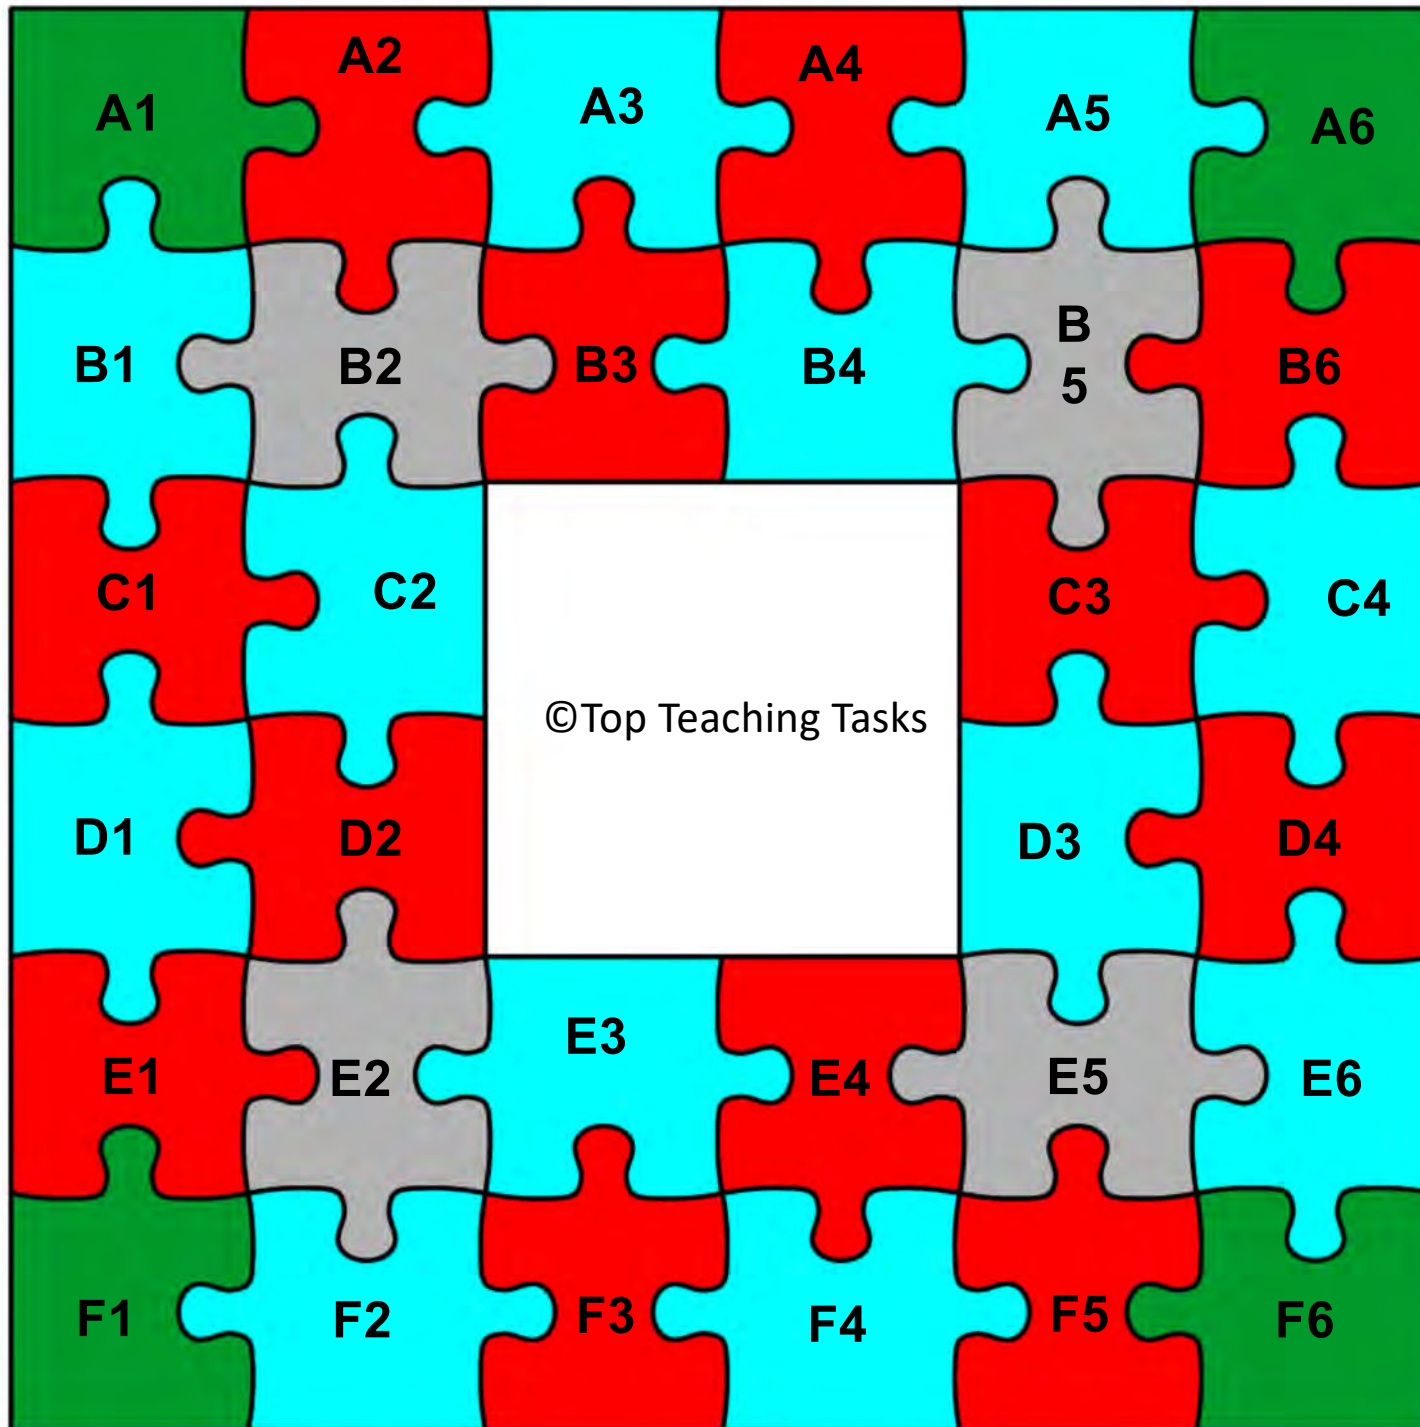 A1 A2 A3 A4 A5 A6
B1 B2 B3 B4 B
5 B6
C1 C2 C3 C4
©Top Teaching Tasks
D1 D2 D3 D4
E1 E2 E3 E4 E5 E6
F1 F2 F3 F4 F5 F6